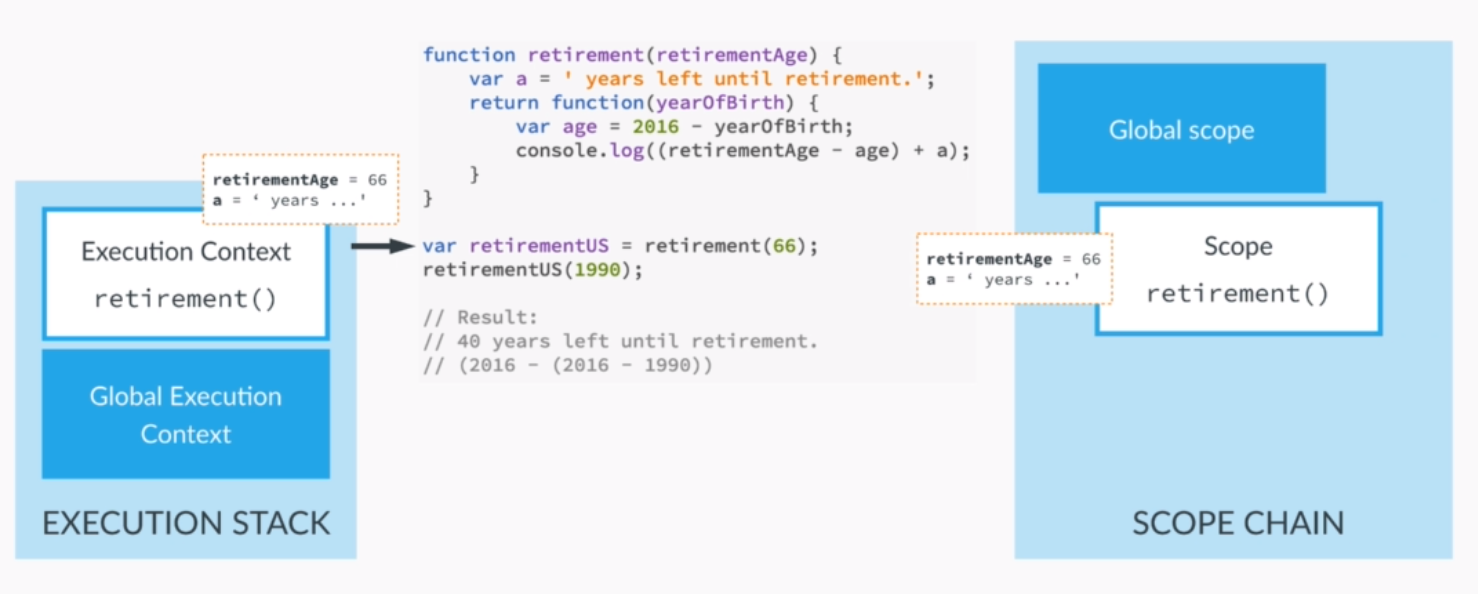 function retirement(retirementAge) {
    var a = ' years left until retirement.';
    return function(yearOfBirth) {
        var age = 2016 - yearOfBirth;
        console.log((retirementAge - age) + a);
    }
}
var retirementUS = retirement(66);
retirementUS(1990);
// Result:
// 40 years left until retirement.
// (2016 - (2016 - 1990))
retirementAge = 66
a = ‘ years ...'
Execution Context
retirement()
Global Execution
Context
EXECUTION STACK
Global scope
retirementAge = 66
a = ‘ years ...'
Scope
retirement()
SCOPE CHAIN